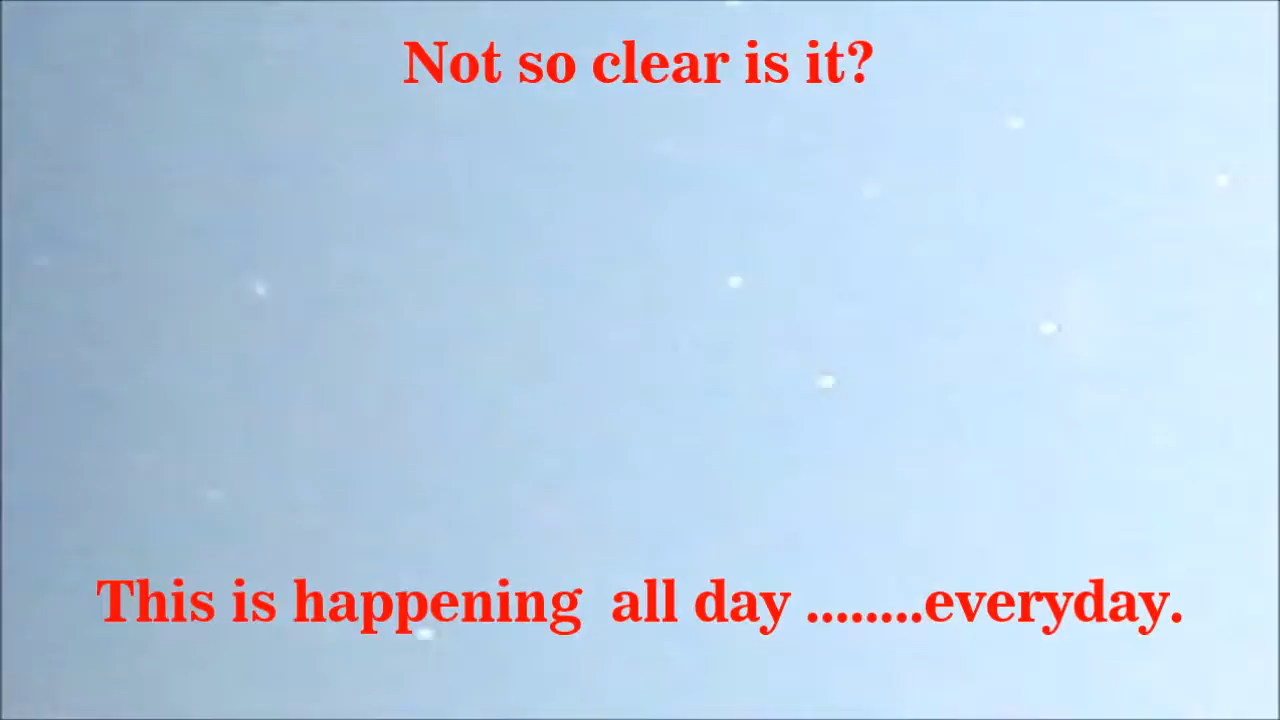 Not so clear is it?
This is happening  all day ........everyday.